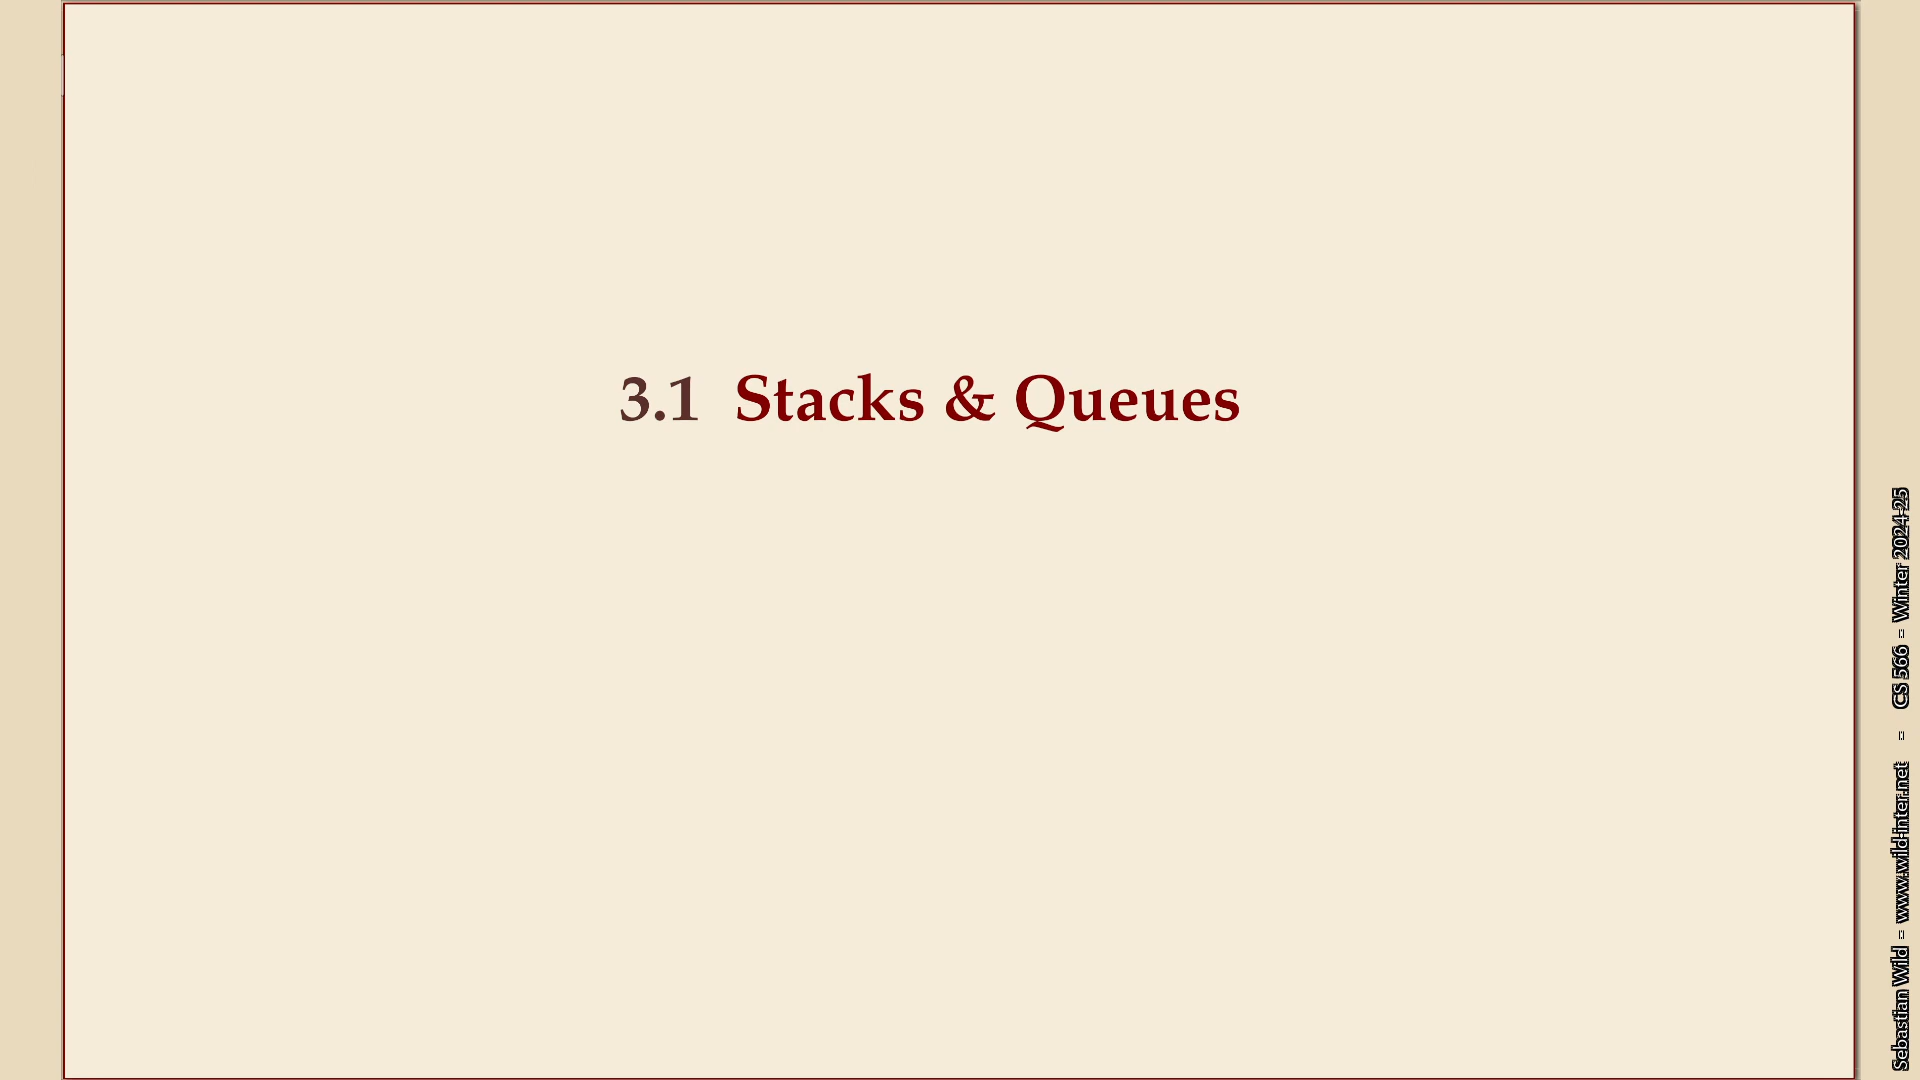 3.1 Stacks & Queues
Sebastian Wild – www.wild-inter.net – CS 566 – Winter 2024-25